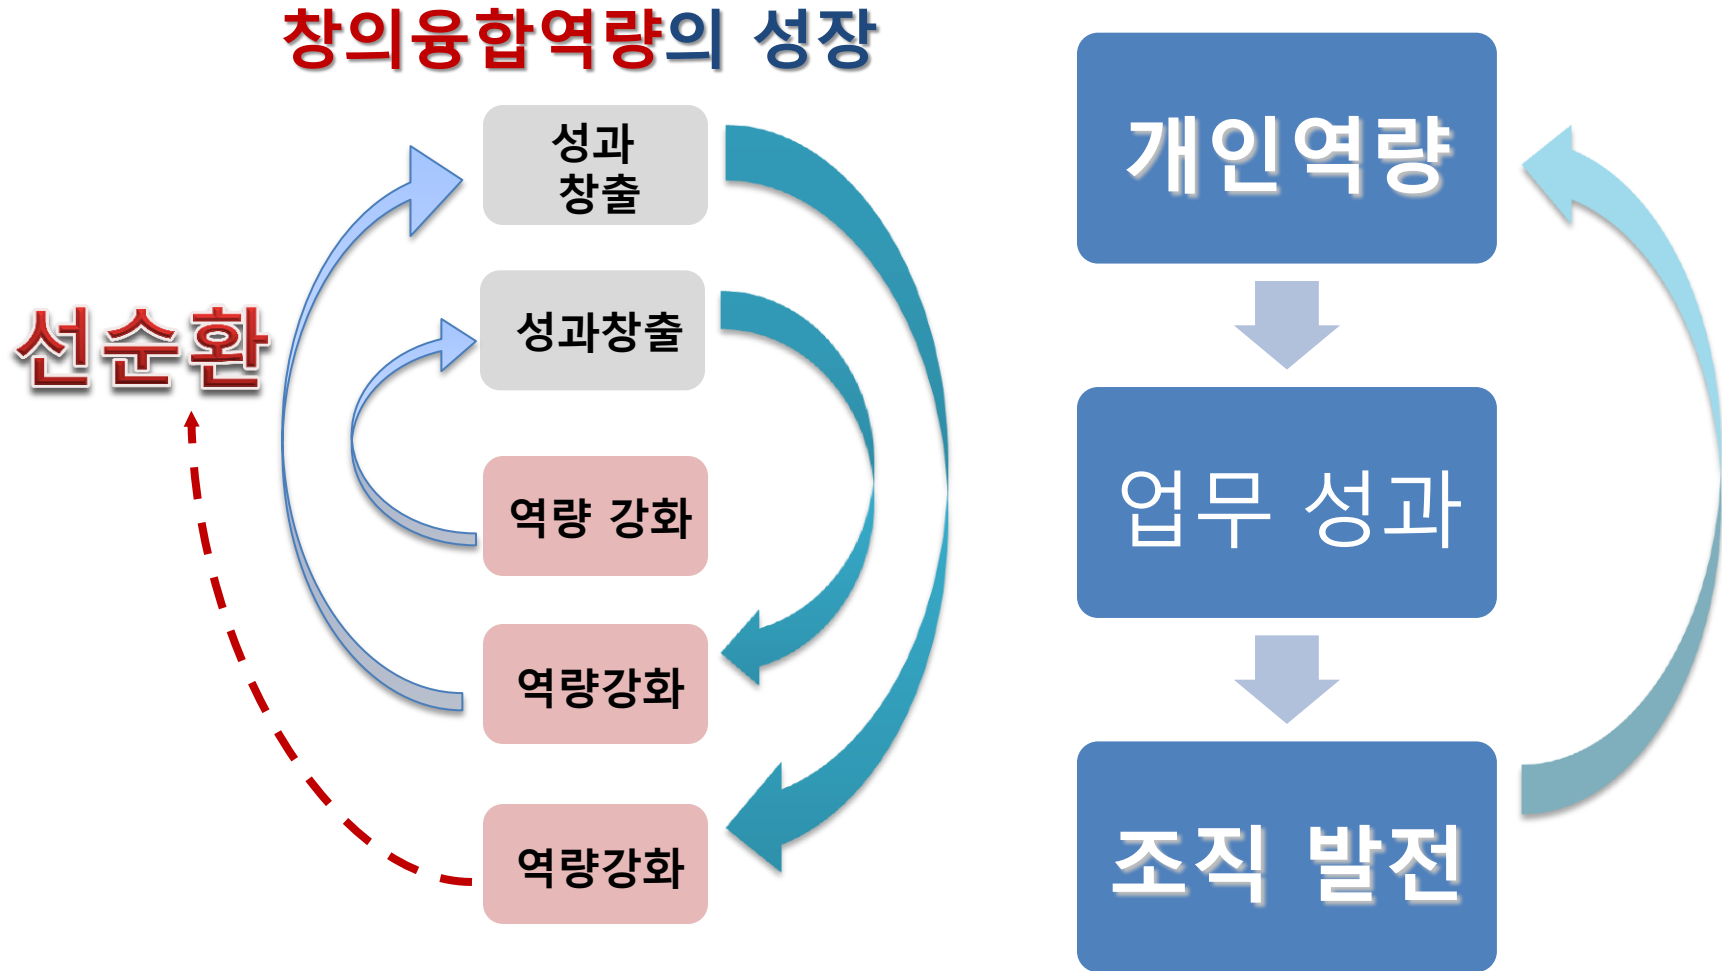 창의융합역량의 성장
성과
창출
성과창출
선순환
역량 강화
역량강화
역량강화
개인역량
업무 성과
조직 발전